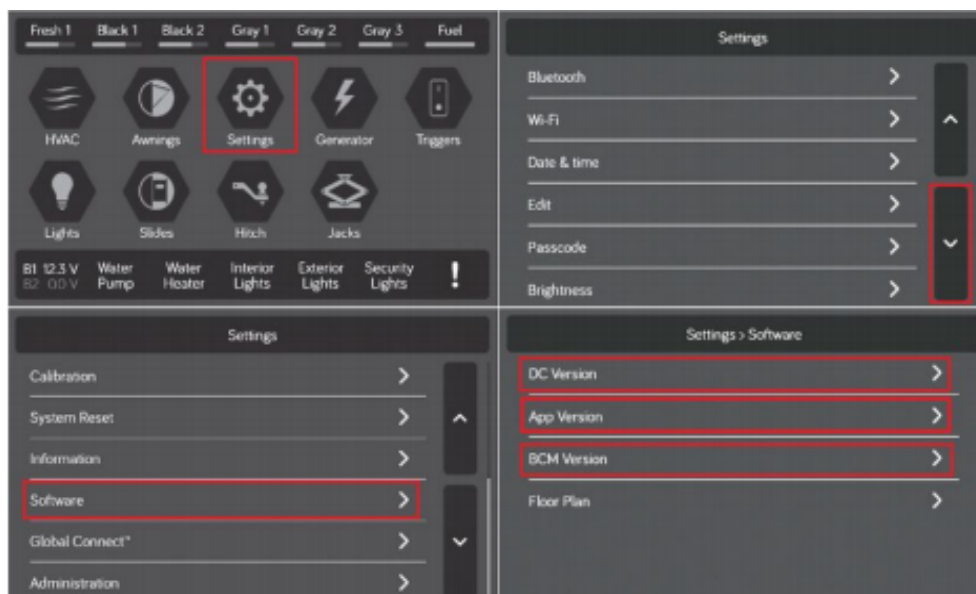 Fresh 1 Black 1 Black 2 Gray 1 Gray 2 Gray 3 Fuel
HVAC Awnings Settings Generator Triggers
Lights Slides Hitch Jacks
B1 12.3 V Water Water Interior Exterior Security !
B2 0.0 V Pump Heater Lights Lights Lights
Settings
Bluetooth
Wi-Fi
Date & time
Edit
Passcode
Brightness
Settings
Calibration
System Reset
Information
Software
Global Connect™
Administration
Settings > Software
DC Version
App Version
BCM Version
Floor Plan